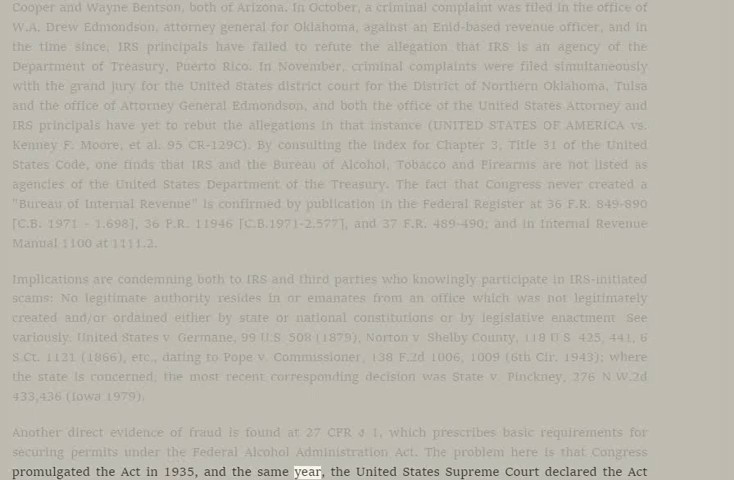 Cooper and Wayne Bentson, both of Arizona. In October, a criminal complaint was filed in the office of
W.A. Drew Edmondson, attorney general for Oklahoma, against an Enid-based revenue officer, and in
the time since, IRS principals have failed to refute the allegation that IRS is an agency of the
Department of Treasury, Puerto Rico. In November, criminal complaints were filed simultaneously
with the grand jury for the United States district court for the District of Northern Oklahoma, Tulsa
and the office of Attorney General Edmondson, and both the office of the United States Attorney and
IRS principals have yet to rebut the allegations in that instance (UNITED STATES OF AMERICA vs.
Kenney F. Moore, et al. 95 CR-129C). By consulting the index for Chapter 3, Title 31 of the United
States Code, one finds that IRS and the Bureau of Alcohol, Tobacco and Firearms are not listed as
agencies of the United States Department of the Treasury. The fact that Congress never created a
"Bureau of Internal Revenue" is confirmed by publication in the Federal Register at 36 F.R. 849-890
[C.B. 1971 - 1,698], 36 F.R. 11946 [C.B.1971-2,577], and 37 F.R. 489-490; and in Internal Revenue
Manual 1100 at 1111.2.
Implications are condemning both to IRS and third parties who knowingly participate in IRS-initiated
scams: No legitimate authority resides in or emanates from an office which was not legitimately
created and/or ordained either by state or national constitutions or by legislative enactment. See
variously, United States v. Germane, 99 U.S. 508 (1879), Norton v. Shelby County, 118 U.S. 425, 441, 6
S.Ct. 1121 (1866), etc., dating to Pope v. Commissioner, 138 F.2d 1006, 1009 (6th Cir. 1943); where
the state is concerned, the most recent corresponding decision was State v. Pinckney, 276 N.W.2d
433,436 (Iowa 1979).
Another direct evidence of fraud is found at 27 CFR ∂ 1, which prescribes basic requirements for
securing permits under the Federal Alcohol Administration Act. The problem here is that Congress
promulgated the Act in 1935, and the same year, the United States Supreme Court declared the Act